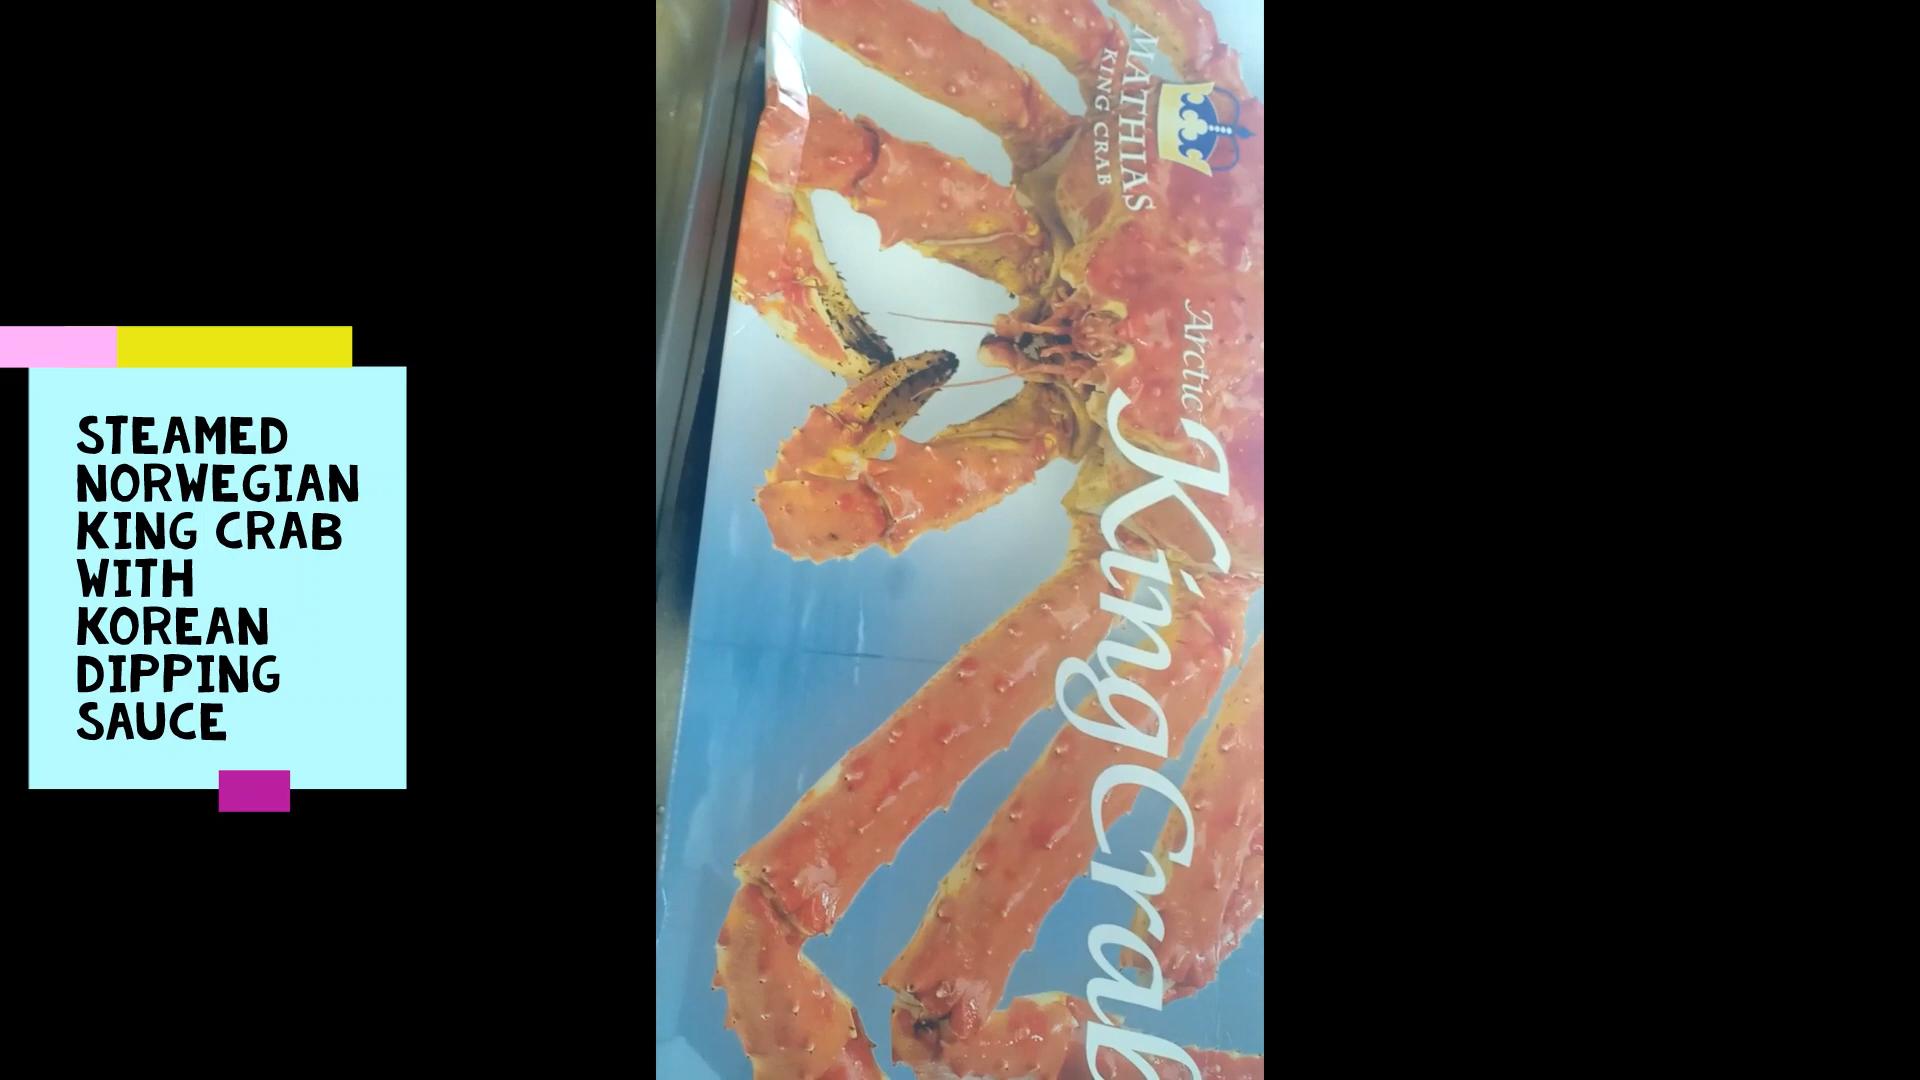 STEAMED
NORWEGIAN
KING CRAB
WITH
KOREAN
DIPPING
SAUCE
MATHIAS
KING CRAB
Arctic
King Crab